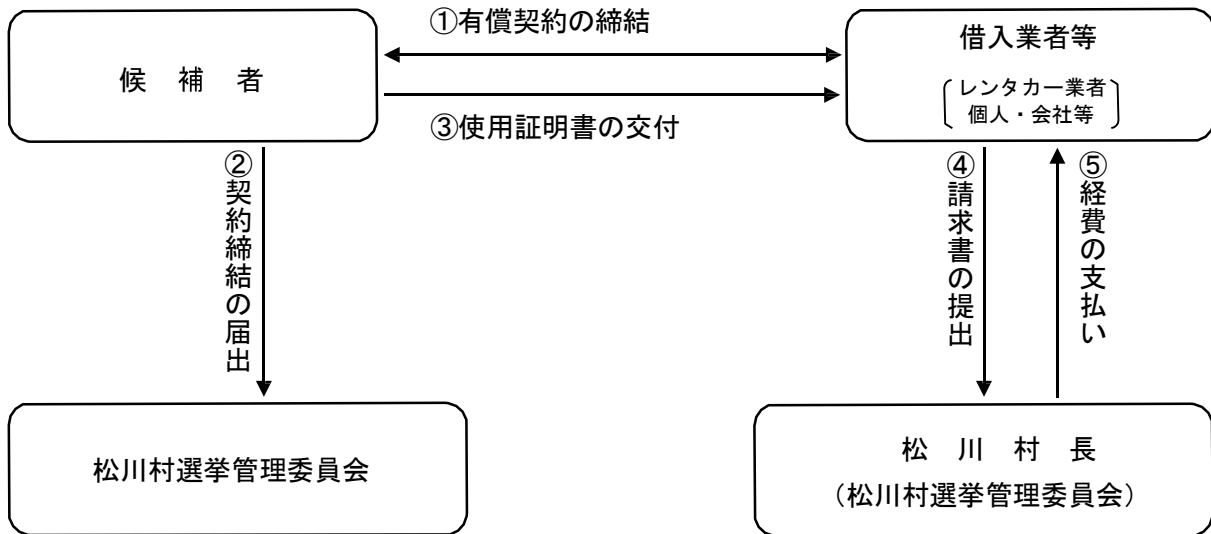 ①有償契約の締結
候　補　者
借入業者等
レンタカー業者
個人・会社等
③使用証明書の交付
②契約締結の届出
④請求書の提出
⑤経費の支払い
松川村選挙管理委員会
松　川　村　長
（松川村選挙管理委員会）